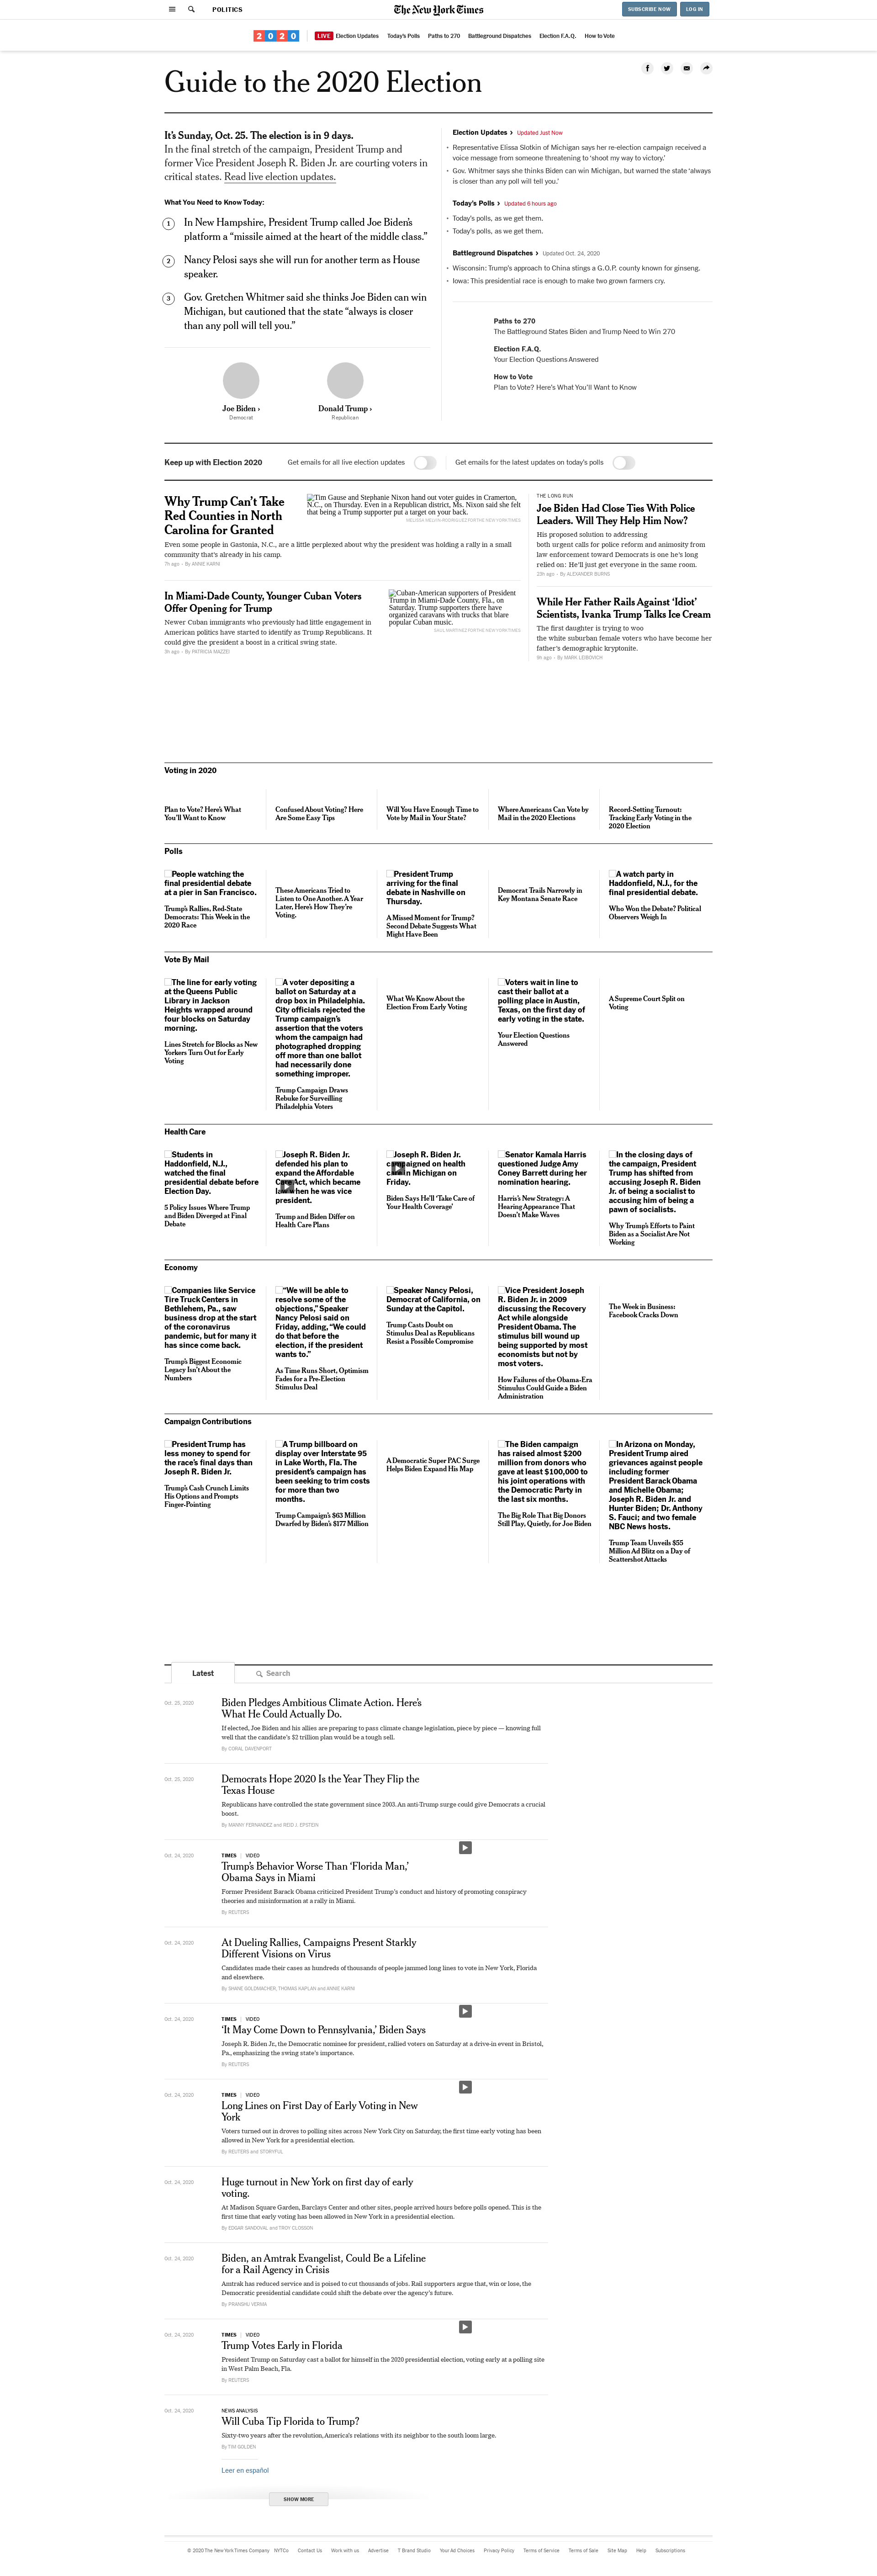 POLITICS
The New York Times
SUBSCRIBE NOW
LOG IN
2020
LIVE Election Updates
Today's Polls
Paths to 270
Battleground Dispatches
Election F.A.Q.
How to Vote
Guide to the 2020 Election
It's Sunday, Oct. 25. The election is in 9 days.
In the final stretch of the campaign, President Trump and
former Vice President Joseph R. Biden Jr. are courting voters in
critical states. Read live election updates.
What You Need to Know Today:
1
In New Hampshire, President Trump called Joe Biden's
platform a “missile aimed at the heart of the middle class.”
2
Nancy Pelosi says she will run for another term as House
speaker.
3
Gov. Gretchen Whitmer said she thinks Joe Biden can win
Michigan, but cautioned that the state “always is closer
than any poll will tell you.”
Joe Biden ›
Democrat
Donald Trump ›
Republican
Election Updates › Updated Just Now
• Representative Elissa Slotkin of Michigan says her re-election campaign received a
voice message from someone threatening to ‘shoot my way to victory.’
• Gov. Whitmer says she thinks Biden can win Michigan, but warned the state ‘always
is closer than any poll will tell you.’
Today's Polls › Updated 6 hours ago
• Today's polls, as we get them.
• Today's polls, as we get them.
Battleground Dispatches › Updated Oct. 24, 2020
• Wisconsin: Trump's approach to China stings a G.O.P. county known for ginseng.
• Iowa: This presidential race is enough to make two grown farmers cry.
Paths to 270
The Battleground States Biden and Trump Need to Win 270
Election F.A.Q.
Your Election Questions Answered
How to Vote
Plan to Vote? Here's What You'll Want to Know
Keep up with Election 2020
Get emails for all live election updates
Get emails for the latest updates on today's polls
Why Trump Can't Take
Red Counties in North
Carolina for Granted
Tim Gause and Stephanie Nixon hand out voter guides in Cramerton,
N.C., on Thursday. Even in a Republican district, Ms. Nixon said she felt
that being a Trump supporter put a target on your back.
MELISSA MELVIN-RODRIGUEZ FOR THE NEW YORK TIMES
Even some people in Gastonia, N.C., are a little perplexed about why the president was holding a rally in a small
community that's already in his camp.
7h ago – By ANNIE KARNI
In Miami-Dade County, Younger Cuban Voters
Offer Opening for Trump
Newer Cuban immigrants who previously had little engagement in
American politics have started to identify as Trump Republicans. It
could give the president a boost in a critical swing state.
3h ago – By PATRICIA MAZZEI
Cuban-American supporters of President
Trump in Miami-Dade County, Fla., on
Saturday. Trump supporters there have
organized caravans with trucks that blare
popular Cuban music.
SAUL MARTINEZ FOR THE NEW YORK TIMES
THE LONG RUN
Joe Biden Had Close Ties With Police
Leaders. Will They Help Him Now?
His proposed solution to addressing
both urgent calls for police reform and animosity from
law enforcement toward Democrats is one he's long
relied on: He'll just get everyone in the same room.
23h ago – By ALEXANDER BURNS
While Her Father Rails Against ‘Idiot’
Scientists, Ivanka Trump Talks Ice Cream
The first daughter is trying to woo
the white suburban female voters who have become her
father's demographic kryptonite.
8h ago – By MARK LEIBOVICH
Voting in 2020
Plan to Vote? Here's What
You'll Want to Know
Confused About Voting? Here
Are Some Easy Tips
Will You Have Enough Time to
Vote by Mail in Your State?
Where Americans Can Vote by
Mail in the 2020 Elections
Record-Setting Turnout:
Tracking Early Voting in the
2020 Election
Polls
People watching the
final presidential debate
at a pier in San Francisco.
Trump's Rallies, Red-State
Democrats: This Week in the
2020 Race
These Americans Tried to
Listen to One Another. A Year
Later, Here's How They're
Voting.
President Trump
arriving for the final
debate in Nashville on
Thursday.
A Missed Moment for Trump?
Second Debate Suggests What
Might Have Been
Democrat Trails Narrowly in
Key Montana Senate Race
A watch party in
Haddonfield, N.J., for the
final presidential debate.
Who Won the Debate? Political
Observers Weigh In
Vote By Mail
The line for early voting
at the Queens Public
Library in Jackson
Heights wrapped around
four blocks on Saturday
morning.
Lines Stretch for Blocks as New
Yorkers Turn Out for Early
Voting
A voter depositing a
ballot on Saturday at a
drop box in Philadelphia.
City officials rejected the
Trump campaign's
assertion that the voters
whom the campaign had
photographed dropping
off more than one ballot
had necessarily done
something improper.
Trump Campaign Draws
Rebuke for Surveilling
Philadelphia Voters
What We Know About the
Election From Early Voting
Voters wait in line to
cast their ballot at a
polling place in Austin,
Texas, on the first day of
early voting in the state.
Your Election Questions
Answered
A Supreme Court Split on
Voting
Health Care
Students in
Haddonfield, N.J.,
watched the final
presidential debate before
Election Day.
5 Policy Issues Where Trump
and Biden Diverged at Final
Debate
Joseph R. Biden Jr.
defended his plan to
expand the Affordable
Care Act, which became
law when he was vice
president.
Trump and Biden Differ on
Health Care Plans
Joseph R. Biden Jr.
campaigned on health
care in Michigan on
Friday.
Biden Says He'll ‘Take Care of
Your Health Coverage’
Senator Kamala Harris
questioned Judge Amy
Coney Barrett during her
nomination hearing.
Harris's New Strategy: A
Hearing Appearance That
Doesn't Make Waves
In the closing days of
the campaign, President
Trump has shifted from
accusing Joseph R. Biden
Jr. of being a socialist to
accusing him of being a
pawn of socialists.
Why Trump's Efforts to Paint
Biden as a Socialist Are Not
Working
Economy
Companies like Service
Tire Truck Centers in
Bethlehem, Pa., saw
business drop at the start
of the coronavirus
pandemic, but for many it
has since come back.
Trump's Biggest Economic
Legacy Isn't About the
Numbers
“We will be able to
resolve some of the
objections,” Speaker
Nancy Pelosi said on
Friday, adding, “We could
do that before the
election, if the president
wants to.”
As Time Runs Short, Optimism
Fades for a Pre-Election
Stimulus Deal
Speaker Nancy Pelosi,
Democrat of California, on
Sunday at the Capitol.
Trump Casts Doubt on
Stimulus Deal as Republicans
Resist a Possible Compromise
Vice President Joseph
R. Biden Jr. in 2009
discussing the Recovery
Act while alongside
President Obama. The
stimulus bill wound up
being supported by most
economists but not by
most voters.
How Failures of the Obama-Era
Stimulus Could Guide a Biden
Administration
The Week in Business:
Facebook Cracks Down
Campaign Contributions
President Trump has
less money to spend for
the race's final days than
Joseph R. Biden Jr.
Trump's Cash Crunch Limits
His Options and Prompts
Finger-Pointing
A Trump billboard on
display over Interstate 95
in Lake Worth, Fla. The
president's campaign has
been seeking to trim costs
for more than two
months.
Trump Campaign's $63 Million
Dwarfed by Biden's $177 Million
A Democratic Super PAC Surge
Helps Biden Expand His Map
The Biden campaign
has raised almost $200
million from donors who
gave at least $100,000 to
his joint operations with
the Democratic Party in
the last six months.
The Big Role That Big Donors
Still Play, Quietly, for Joe Biden
In Arizona on Monday,
President Trump aired
grievances against people
including former
President Barack Obama
and Michelle Obama;
Joseph R. Biden Jr. and
Hunter Biden; Dr. Anthony
S. Fauci; and two female
NBC News hosts.
Trump Team Unveils $55
Million Ad Blitz on a Day of
Scattershot Attacks
Latest
Search
Oct. 25, 2020
Biden Pledges Ambitious Climate Action. Here's
What He Could Actually Do.
If elected, Joe Biden and his allies are preparing to pass climate change legislation, piece by piece — knowing full
well that the candidate's $2 trillion plan would be a tough sell.
By CORAL DAVENPORT
Oct. 25, 2020
Democrats Hope 2020 Is the Year They Flip the
Texas House
Republicans have controlled the state government since 2003. An anti-Trump surge could give Democrats a crucial
boost.
By MANNY FERNANDEZ and REID J. EPSTEIN
Oct. 24, 2020
TIMES | VIDEO
Trump's Behavior Worse Than ‘Florida Man,’
Obama Says in Miami
Former President Barack Obama criticized President Trump's conduct and history of promoting conspiracy
theories and misinformation at a rally in Miami.
By REUTERS
Oct. 24, 2020
At Dueling Rallies, Campaigns Present Starkly
Different Visions on Virus
Candidates made their cases as hundreds of thousands of people jammed long lines to vote in New York, Florida
and elsewhere.
By SHANE GOLDMACHER, THOMAS KAPLAN and ANNIE KARNI
Oct. 24, 2020
TIMES | VIDEO
‘It May Come Down to Pennsylvania,’ Biden Says
Joseph R. Biden Jr., the Democratic nominee for president, rallied voters on Saturday at a drive-in event in Bristol,
Pa., emphasizing the swing state's importance.
By REUTERS
Oct. 24, 2020
TIMES | VIDEO
Long Lines on First Day of Early Voting in New
York
Voters turned out in droves to polling sites across New York City on Saturday, the first time early voting has been
allowed in New York for a presidential election.
By REUTERS and STORYFUL
Oct. 24, 2020
Huge turnout in New York on first day of early
voting.
At Madison Square Garden, Barclays Center and other sites, people arrived hours before polls opened. This is the
first time that early voting has been allowed in New York in a presidential election.
By EDGAR SANDOVAL and TROY CLOSSON
Oct. 24, 2020
Biden, an Amtrak Evangelist, Could Be a Lifeline
for a Rail Agency in Crisis
Amtrak has reduced service and is poised to cut thousands of jobs. Rail supporters argue that, win or lose, the
Democratic presidential candidate could shift the debate over the agency's future.
By PRANSHU VERMA
Oct. 24, 2020
TIMES | VIDEO
Trump Votes Early in Florida
President Trump on Saturday cast a ballot for himself in the 2020 presidential election, voting early at a polling site
in West Palm Beach, Fla.
By REUTERS
Oct. 24, 2020
NEWS ANALYSIS
Will Cuba Tip Florida to Trump?
Sixty-two years after the revolution, America's relations with its neighbor to the south loom large.
By TIM GOLDEN
Leer en español
SHOW MORE
© 2020 The New York Times Company
NYTCo
Contact Us
Work with us
Advertise
T Brand Studio
Your Ad Choices
Privacy Policy
Terms of Service
Terms of Sale
Site Map
Help
Subscriptions